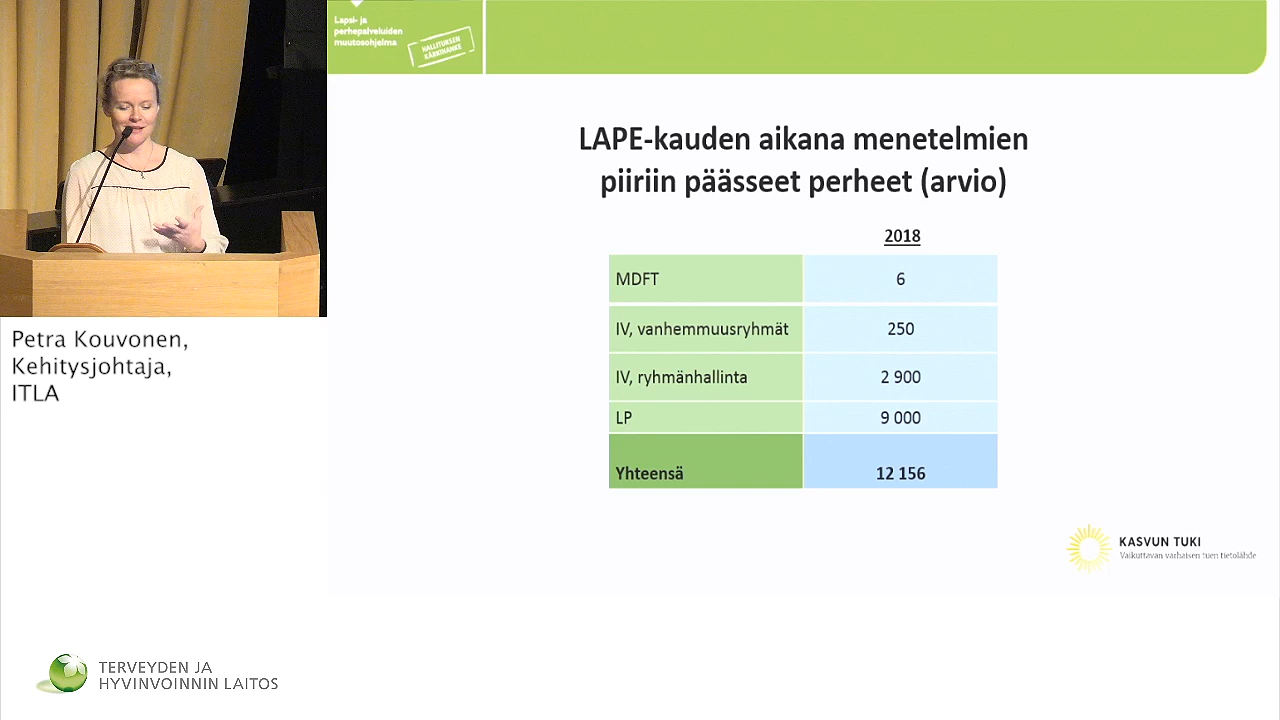 Lapsi- ja
perhepalveluiden
muutosohjelma
HALLITUKSEN
KÄRKIHANKE
LAPE-kauden aikana menetelmien
piiriin päässeet perheet (arvio)
2018
MDFT 6
IV, vanhemmuusryhmät 250
IV, ryhmänhallinta 2 900
LP 9 000
Yhteensä 12 156
KASVUN TUKI
Vaikuttavan varhaisen tuen tietolähde
Petra Kouvonen,
Kehitysjohtaja,
ITLA
TERVEYDEN JA
HYVINVOINNIN LAITOS